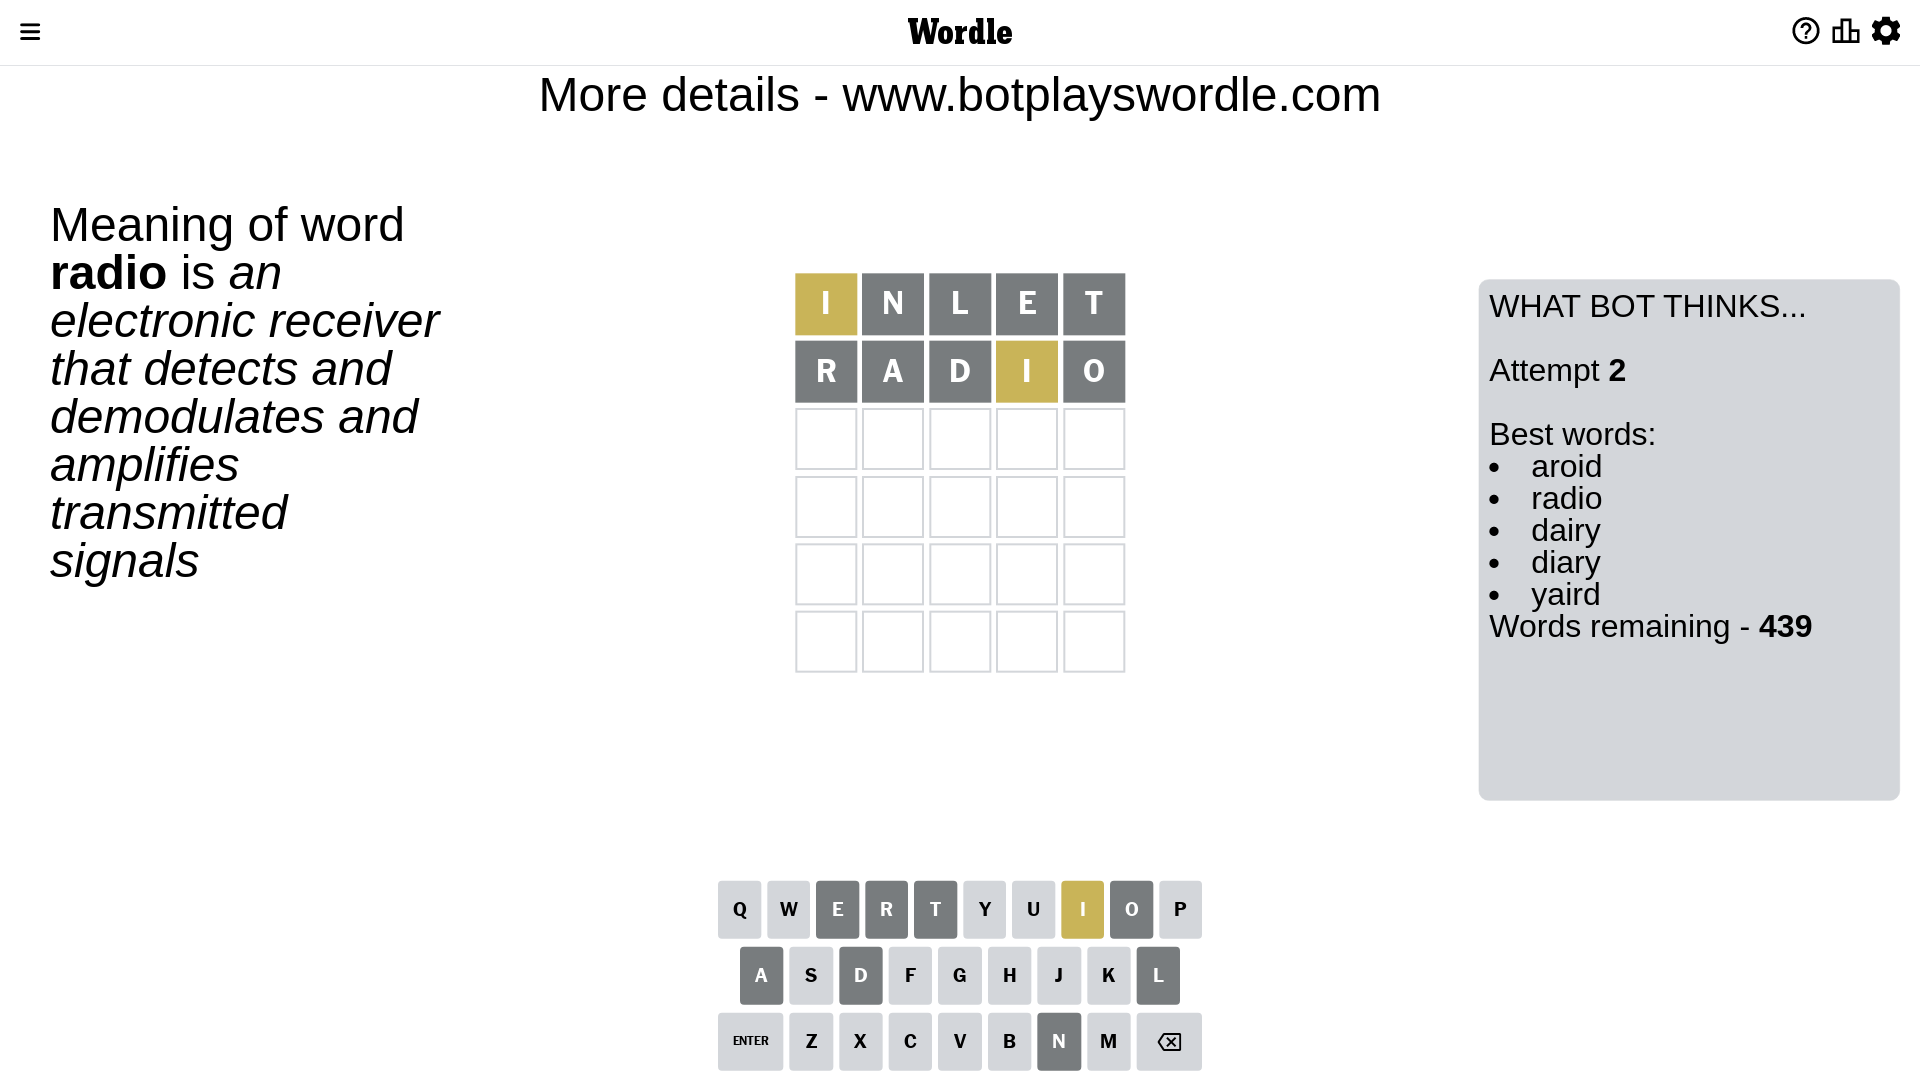 Wordle
More details - www.botplayswordle.com
Meaning of word
radio is an
electronic receiver
that detects and
demodulates and
amplifies
transmitted
signals
I N L E T
R A D I O
WHAT BOT THINKS...
Attempt 2
Best words:
• aroid
• radio
• dairy
• diary
• yaird
Words remaining - 439
Q W E R T Y U I O P
A S D F G H J K L
ENTER Z X C V B N M